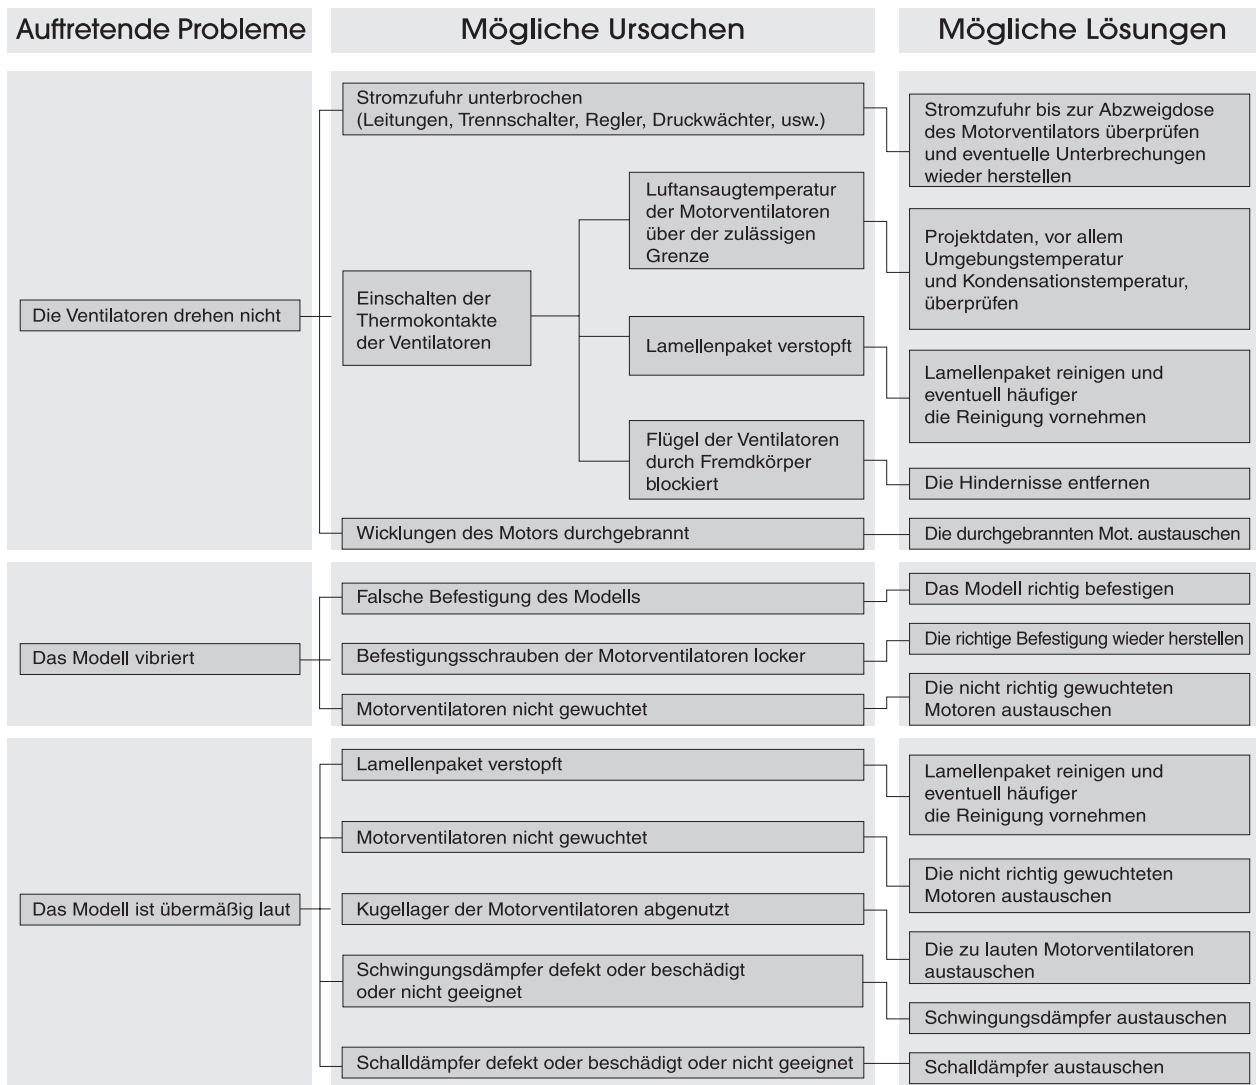 Auftretende Probleme
Mögliche Ursachen
Mögliche Lösungen
Die Ventilatoren drehen nicht
Stromzufuhr unterbrochen
(Leitungen, Trennschalter, Regler, Druckwächter, usw.)
Stromzufuhr bis zur Abzweigdose
des Motorventilators überprüfen
und eventuelle Unterbrechungen
wieder herstellen
Einschalten der
Thermokontakte
der Ventilatoren
Luftansaugtemperatur
der Motorventilatoren
über der zulässigen
Grenze
Projektdaten, vor allem
Umgebungstemperatur
und Kondensationstemperatur,
überprüfen
Lamellenpaket verstopft
Lamellenpaket reinigen und
eventuell häufiger
die Reinigung vornehmen
Flügel der Ventilatoren
durch Fremdkörper
blockiert
Die Hindernisse entfernen
Wicklungen des Motors durchgebrannt
Die durchgebrannten Mot. austauschen
Das Modell vibriert
Falsche Befestigung des Modells
Das Modell richtig befestigen
Befestigungsschrauben der Motorventilatoren locker
Die richtige Befestigung wieder herstellen
Motorventilatoren nicht gewuchtet
Die nicht richtig gewuchteten
Motoren austauschen
Das Modell ist übermäßig laut
Lamellenpaket verstopft
Lamellenpaket reinigen und
eventuell häufiger
die Reinigung vornehmen
Motorventilatoren nicht gewuchtet
Die nicht richtig gewuchteten
Motoren austauschen
Kugellager der Motorventilatoren abgenutzt
Die zu lauten Motorventilatoren
austauschen
Schwingungsdämpfer defekt oder beschädigt
oder nicht geeignet
Schwingungsdämpfer austauschen
Schalldämpfer defekt oder beschädigt oder nicht geeignet
Schalldämpfer austauschen